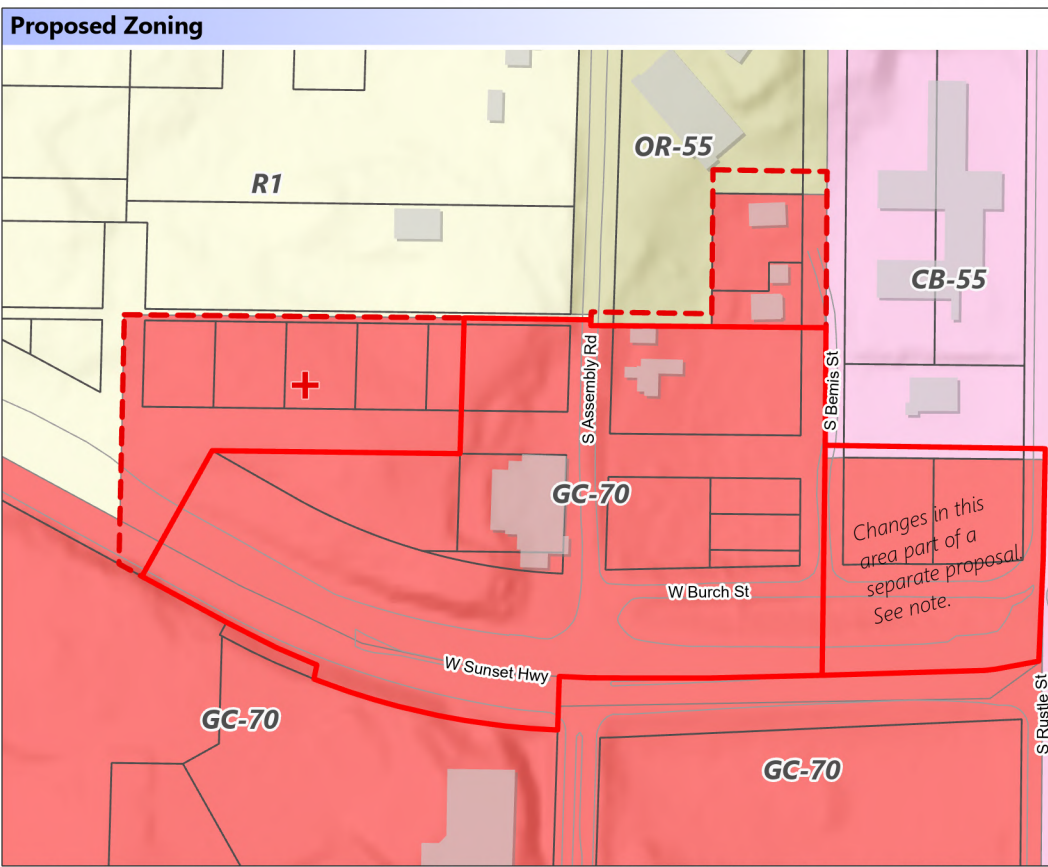 Proposed Zoning
OR-55
R1
CB-55
S Assembly Rd
S Bemis St
GC-70
Changes in this
area part of a
separate proposal.
See note.
W Burch St
W Sunset Hwy
S Rustle St
GC-70
GC-70